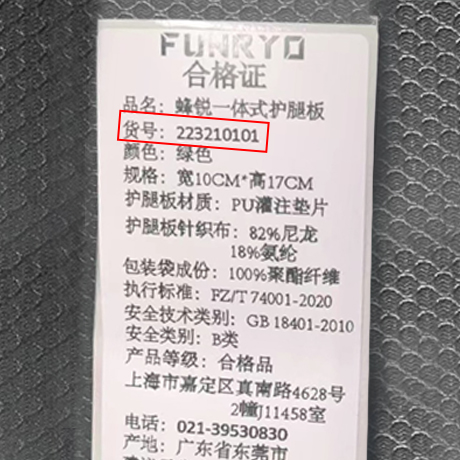 FUNRYO
合格证
品名：蜂锐一体式护腿板
货号：223210101
颜色：绿色
规格：宽10CM*高17CM
护腿板材质：PU灌注垫片
护腿板针织布：82%尼龙
18%氨纶
包装袋成份：100%聚酯纤维
执行标准：FZ/T 74001-2020
安全技术类别：GB 18401-2010
安全类别：B类
产品等级：合格品
上海市嘉定区真南路4628号
2幢J11458室
电话：021-39530830
产地：广东省东莞市